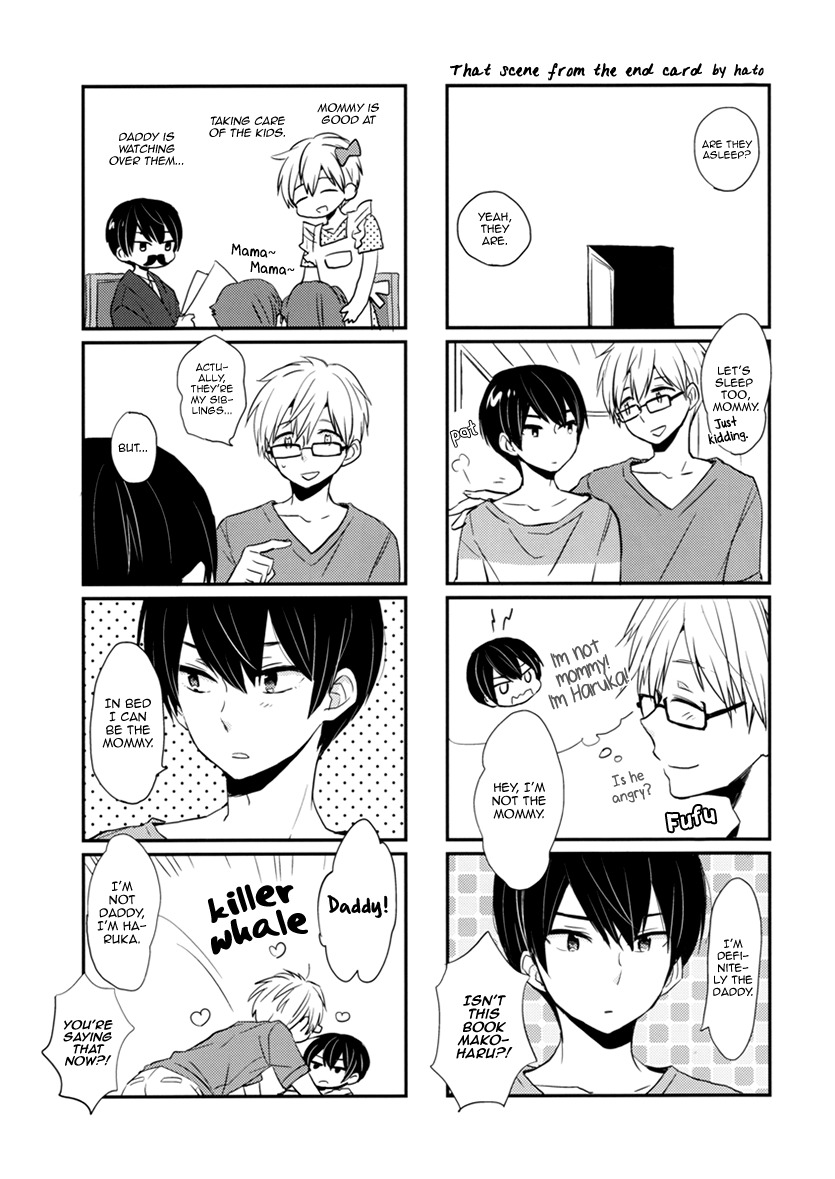 That scene from the end card by hato
ARE THEY
ASLEEP?
YEAH,
THEY
ARE.
LET'S
SLEEP
TOO,
MOMMY.
Just
kidding.
pat
I'm not
mommy!
I'm Haruka!
Is he
angry?
Fufu
HEY, I'M
NOT THE
MOMMY.
I'M
DEFI-
NITE-
LY THE
DADDY.
ISN'T
THIS
BOOK
MAKO-
HARU?!
MOMMY IS
GOOD AT
TAKING CARE
OF THE KIDS.
DADDY IS
WATCHING
OVER THEM...
Mama~
Mama~
ACTU-
ALLY,
THEY'RE
MY SIB-
LINGS...
BUT...
IN BED
I CAN
BE THE
MOMMY.
Daddy!
killer
whale
I'M
NOT
DADDY,
I'M HA-
RUKA.
YOU'RE
SAYING
THAT
NOW?!